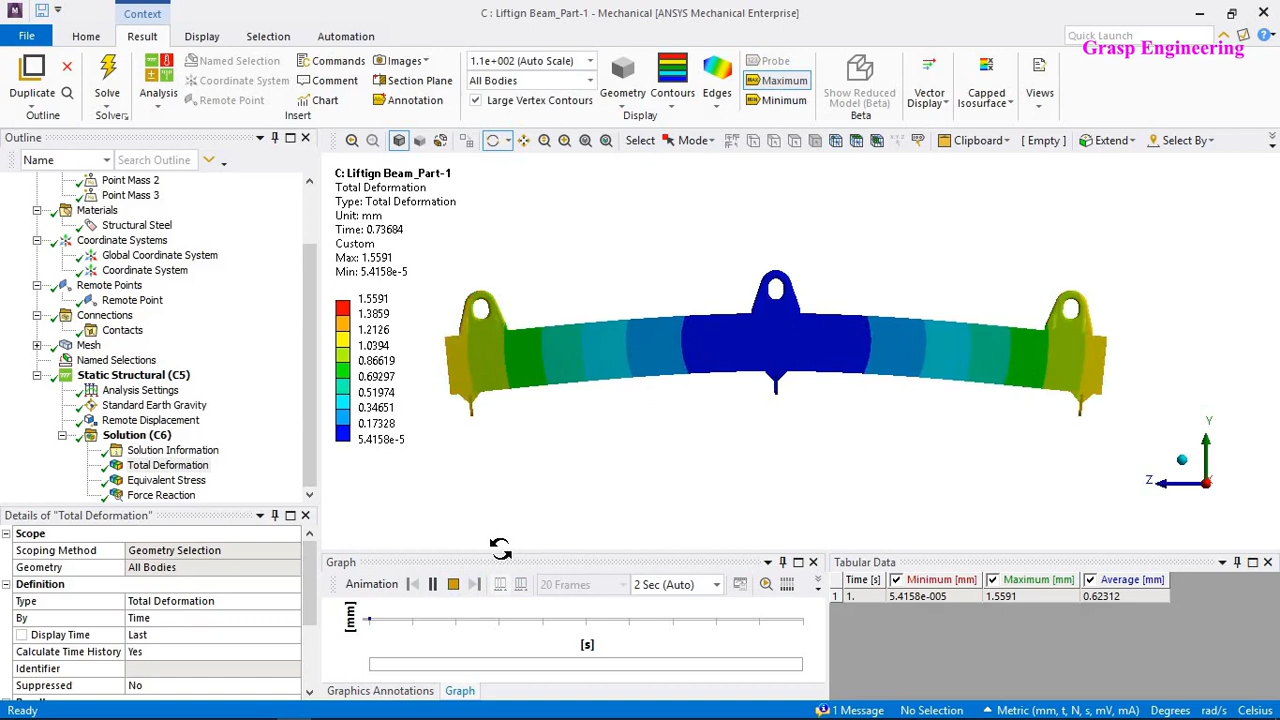 Context
C : Liftign Beam_Part-1 - Mechanical [ANSYS Mechanical Enterprise]
File Home Result Display Selection Automation
Quick Launch
Grasp Engineering
Duplicate
Outline
Solve
Solvers
Analysis
Named Selection
Coordinate System
Remote Point
Commands
Comment
Chart
Images
Section Plane
Annotation
Insert
1.1e+002 (Auto Scale)
All Bodies
Large Vertex Contours
Geometry
Contours
Edges
Probe
Maximum
Minimum
Display
Show Reduced
Model (Beta)
Beta
Vector
Display
Capped
Isosurface
Views
Outline
Select Mode Clipboard [ Empty ] Extend Select By
Name Search Outline
Point Mass 2
Point Mass 3
Materials
Structural Steel
Coordinate Systems
Global Coordinate System
Coordinate System
Remote Points
Remote Point
Connections
Contacts
Mesh
Named Selections
Static Structural (C5)
Analysis Settings
Standard Earth Gravity
Remote Displacement
Solution (C6)
Solution Information
Total Deformation
Equivalent Stress
Force Reaction
C: Liftign Beam_Part-1
Total Deformation
Type: Total Deformation
Unit: mm
Time: 0.73684
Custom
Max: 1.5591
Min: 5.4158e-5
1.5591
1.3859
1.2126
1.0394
0.86619
0.69297
0.51974
0.34651
0.17328
5.4158e-5
Y
Z
X
Details of "Total Deformation"
Scope
Scoping Method Geometry Selection
Geometry All Bodies
Definition
Type Total Deformation
By Time
Display Time Last
Calculate Time History Yes
Identifier
Suppressed No
Graph
Animation 20 Frames 2 Sec (Auto)
[mm]
[s]
Graphics Annotations Graph
Tabular Data
Time [s] Minimum [mm] Maximum [mm] Average [mm]
1 1. 5.4158e-005 1.5591 0.62312
Ready 1 Message No Selection Metric (mm, t, N, s, mV, mA) Degrees rad/s Celsius